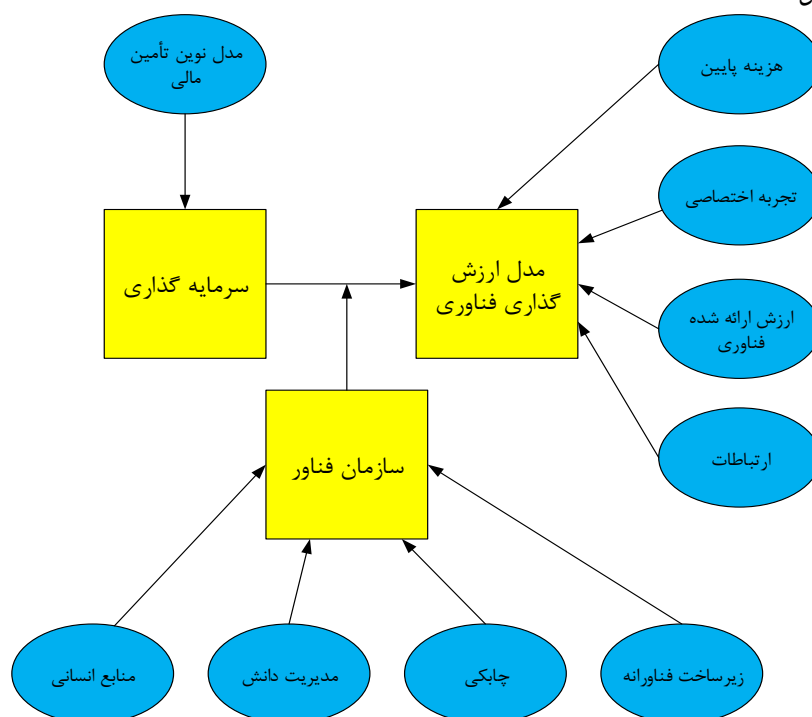 مدل نوین تأمین
مالی
هزینه پایین
تجربه اختصاصی
سرمایه گذاری
مدل ارزش
گذاری فناوری
ارزش ارائه شده
فناوری
ارتباطات
سازمان فناور
منابع انسانی
مدیریت دانش
چابکی
زیرساخت فناورانه